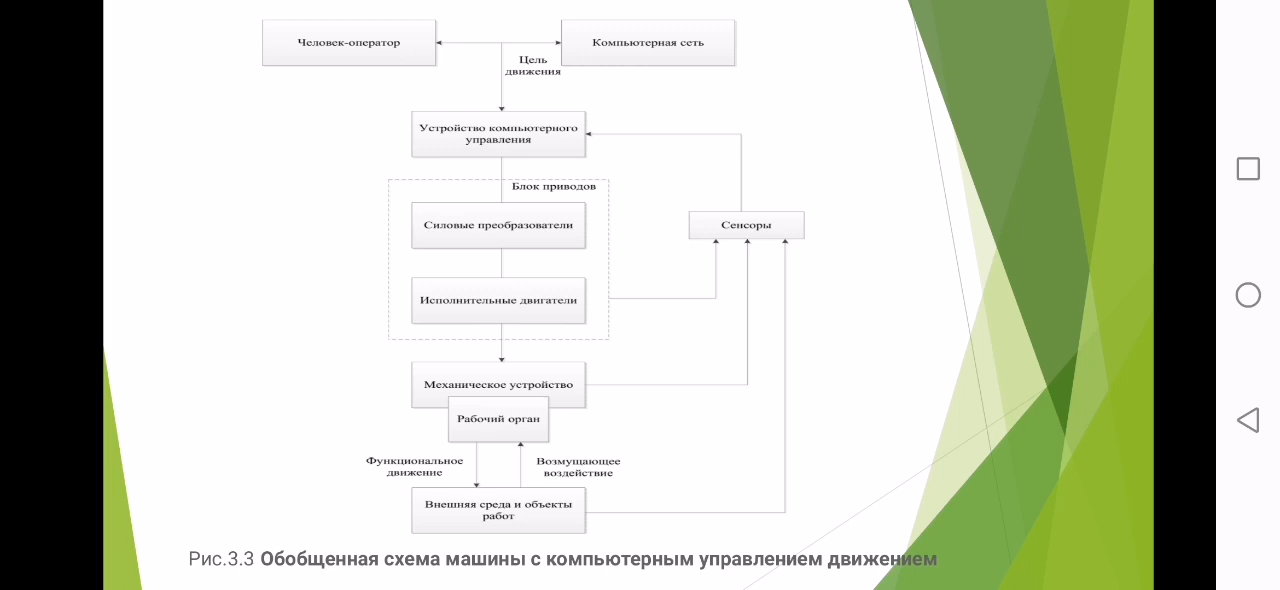 Человек-оператор
Компьютерная сеть
Цель
движения
Устройство компьютерного
управления
Блок приводов
Силовые преобразователи
Сенсоры
Исполнительные двигатели
Механическое устройство
Рабочий орган
Функциональное
движение
Возмущающее
воздействие
Внешняя среда и объекты
работ
Рис.3.3 Обобщенная схема машины с компьютерным управлением движением